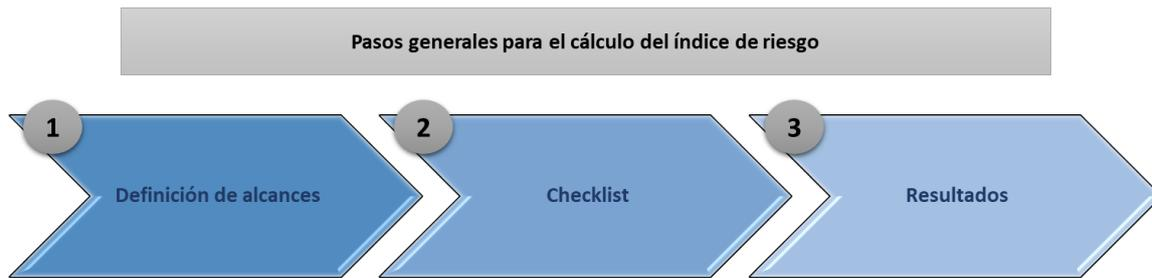 Pasos generales para el cálculo del índice de riesgo
1
2
3
Definición de alcances
Checklist
Resultados